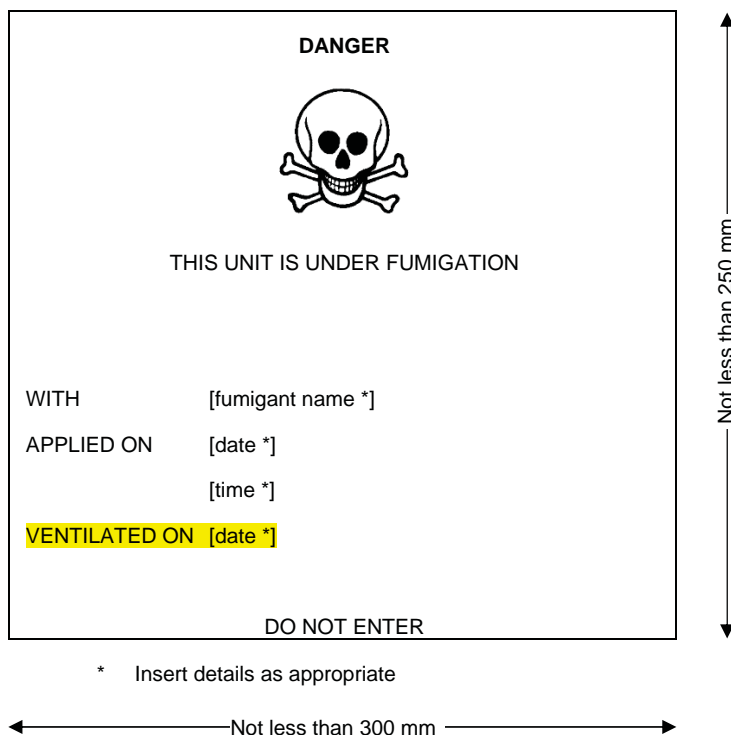 DANGER
THIS UNIT IS UNDER FUMIGATION
WITH [fumigant name *]
APPLIED ON [date *]
[time *]
VENTILATED ON [date *]
DO NOT ENTER
* Insert details as appropriate
Not less than 300 mm
Not less than 250 mm